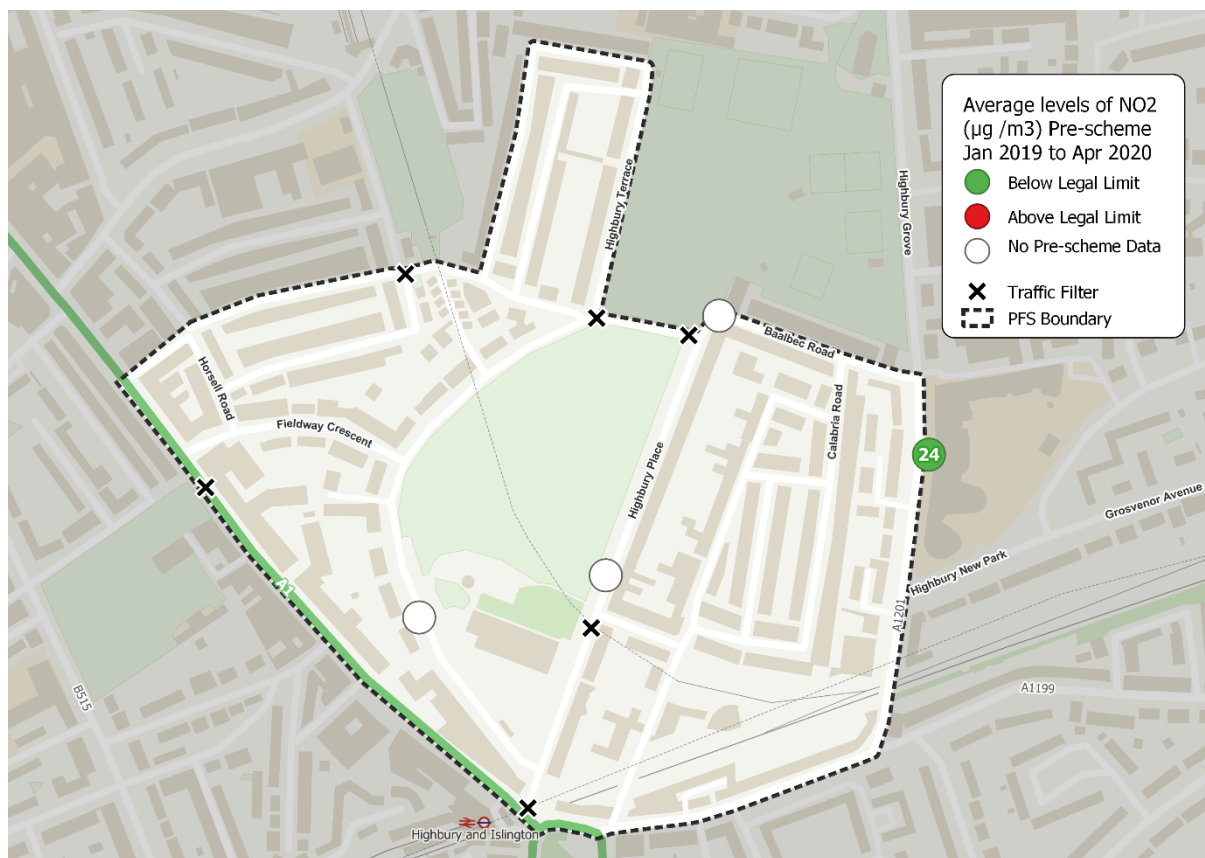 Average levels of NO2
(µg /m3) Pre-scheme
Jan 2019 to Apr 2020
Below Legal Limit
Above Legal Limit
No Pre-scheme Data
Traffic Filter
PFS Boundary
Highbury Terrace
Highbury Grove
Baalbec Road
Horsell Road
Calabria Road
Fieldway Crescent
Highbury Place
24
Grosvenor Avenue
Highbury New Park
A1
A1201
B515
A1199
Highbury and Islington